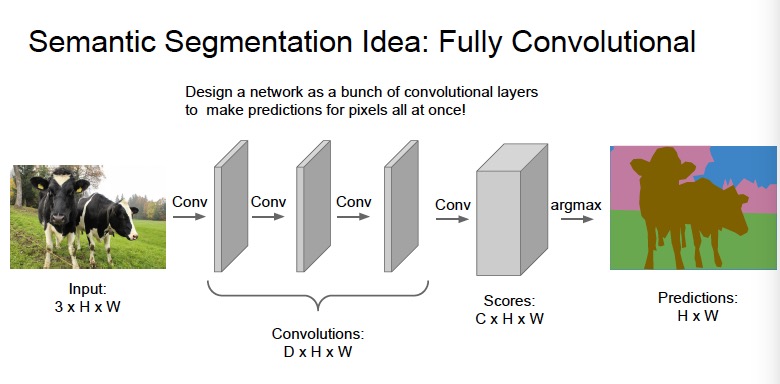 Semantic Segmentation Idea: Fully Convolutional
Design a network as a bunch of convolutional layers
to make predictions for pixels all at once!
Conv
Conv
Conv
Conv
argmax
Input:
3 x H x W
Convolutions:
D x H x W
Scores:
C x H x W
Predictions:
H x W